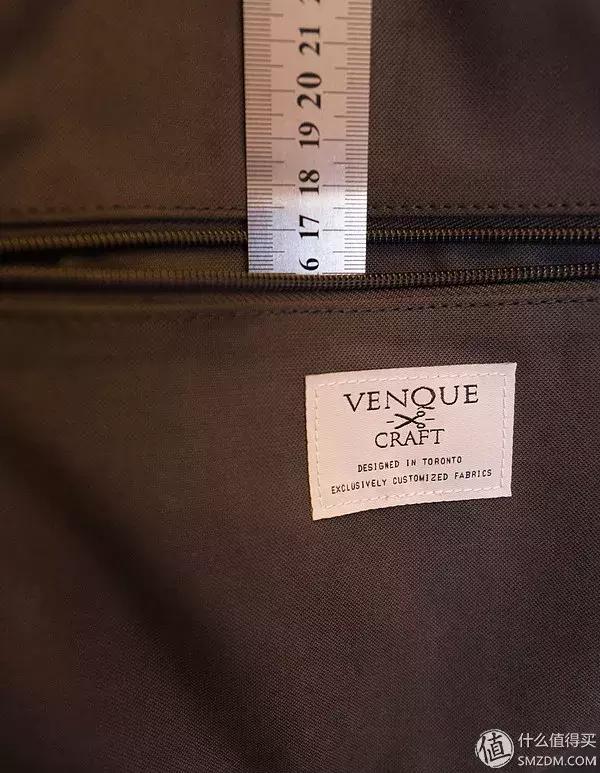 21
20
19
18
17
6
VENQUE
CRAFT
DESIGNED IN TORONTO
EXCLUSIVELY CUSTOMIZED FABRICS
值 什么值得买
SMZDM.COM